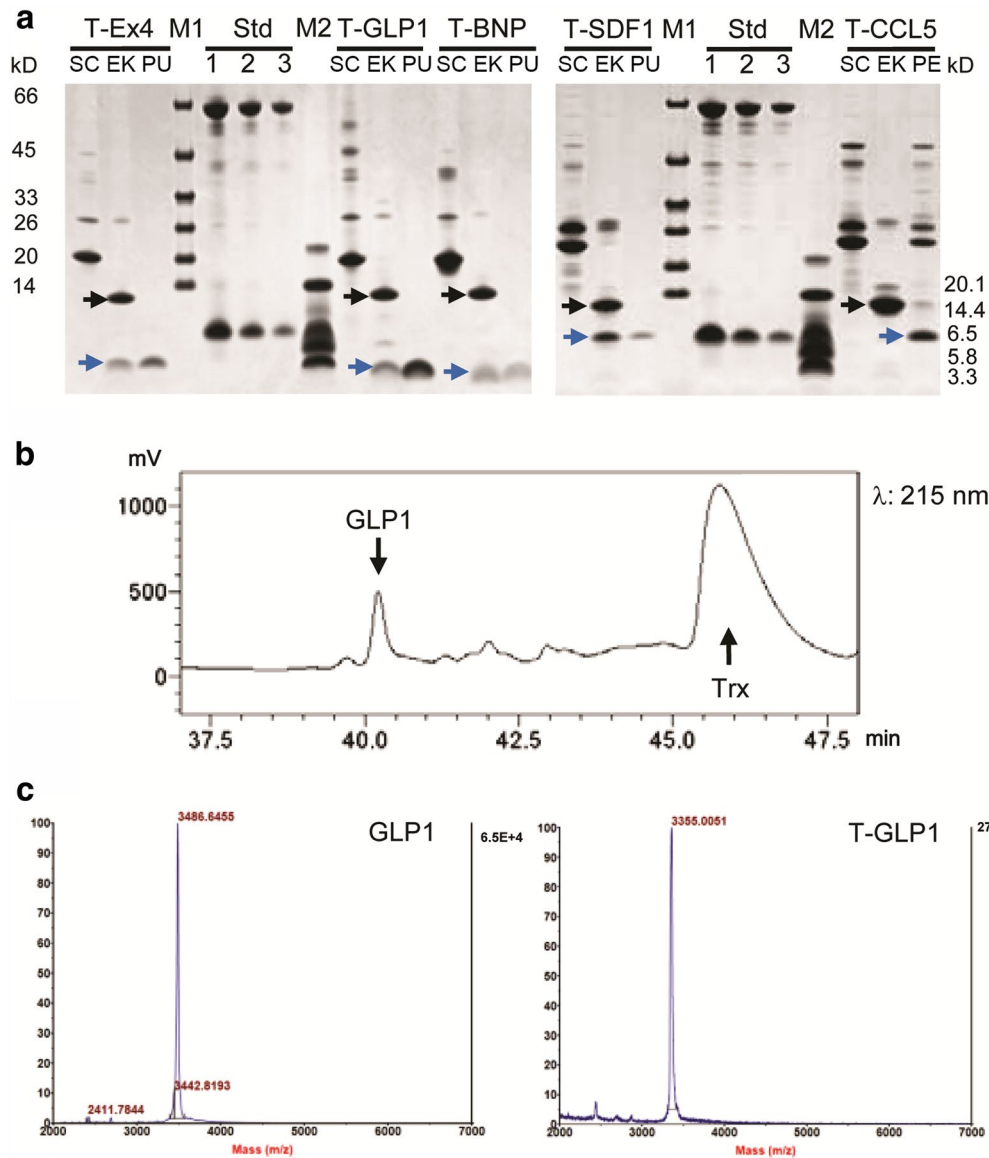 a
T-Ex4 M1 Std M2 T-GLP1 T-BNP T-SDF1 M1 Std M2 T-CCL5
kD SC EK PU 1 2 3 SC EK PU SC EK PU SC EK PU 1 2 3 SC EK PE kD
66
45
33
26
20
14
20.1
14.4
6.5
5.8
3.3
b
mV
1000
500
0
GLP1
Trx
λ: 215 nm
37.5 40.0 42.5 45.0 47.5 min
c
3486.6455
GLP1
6.5E+4
3442.8193
2411.7844
100
90
80
70
60
50
40
30
20
10
0
2000 3000 4000 5000 6000 7000
Mass (m/z)
3355.0051
T-GLP1
27
100
90
80
70
60
50
40
30
20
10
0
2000 3000 4000 5000 6000 7000
Mass (m/z)